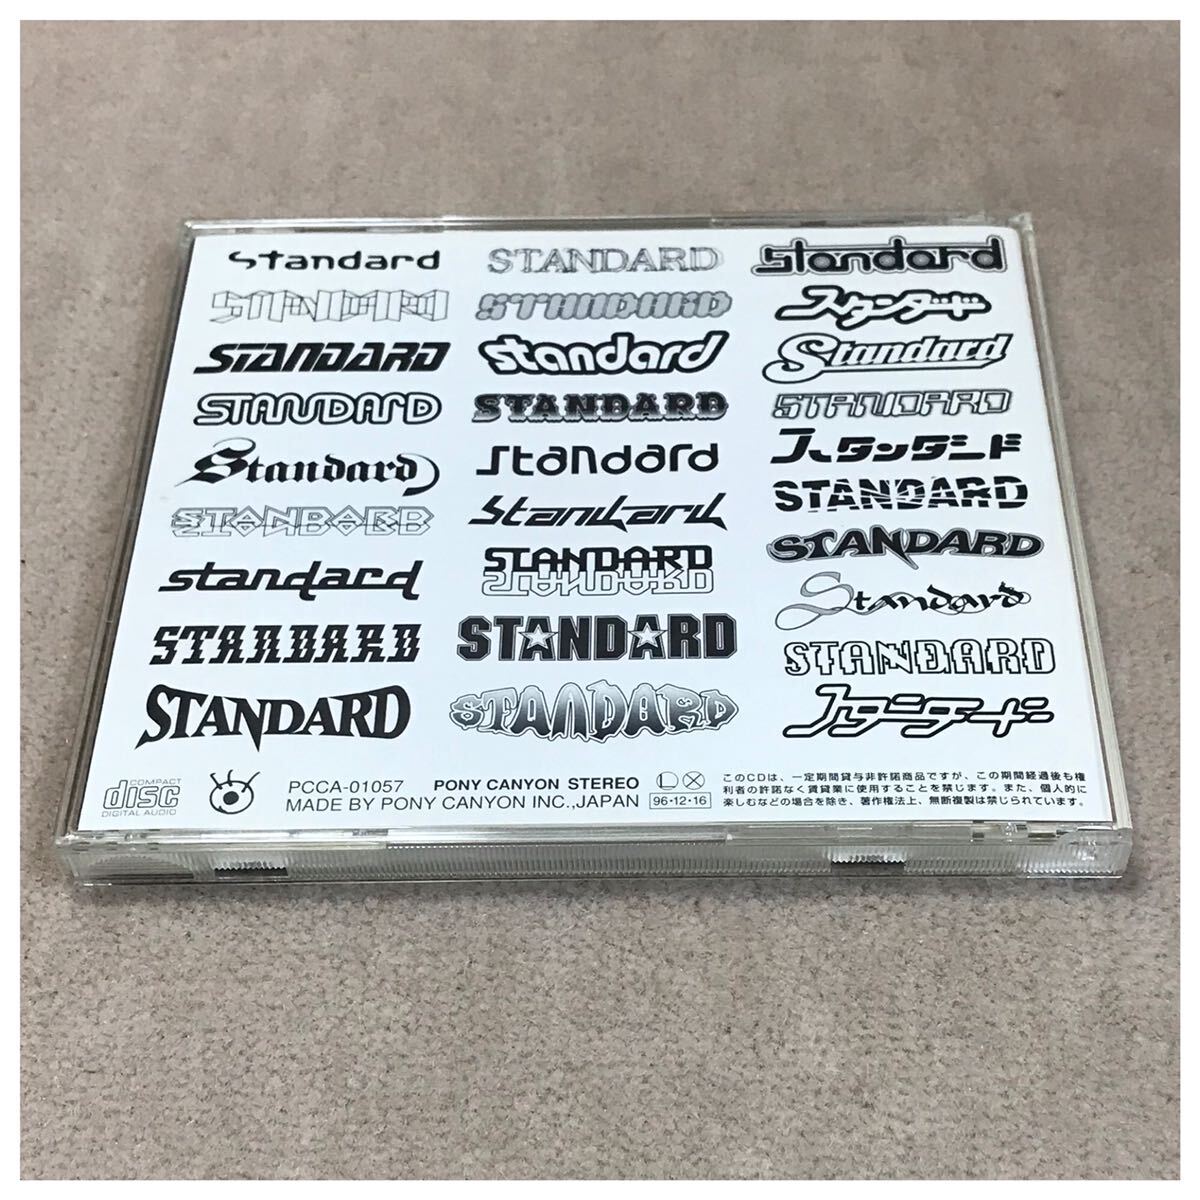 standard
STANDARD
STANDARD
STANDARD
Standard
STANDARD
standard
STANDARD
STANDARD
STANDARD
STANDARD
standard
STANDARD
standard
Standard
STANDARD
STANDARD
ST★ND★RD
STANDARD
standard
スタンダード
Standard
STANDARD
スタンダード
STANDARD
STANDARD
Standard
STANDARD
スタンダード
COMPACT
disc
DIGITAL AUDIO
PCCA-01057 PONY CANYON STEREO
MADE BY PONY CANYON INC.,JAPAN
L X
96・12・16
このCDは、一定期間貸与非許諾商品ですが、この期間経過後も権
利者の許諾なく賃貸業に使用することを禁じます。また、個人的に
楽しむなどの場合を除き、著作権法上、無断複製は禁じられています。